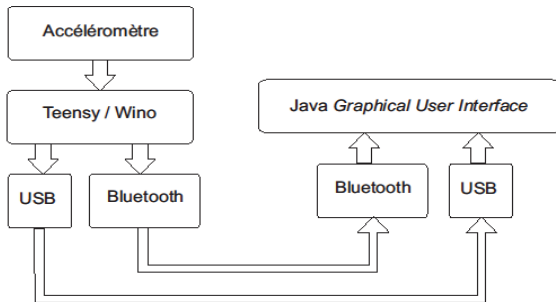 Accéléromètre
Teensy / Wino
USB
Bluetooth
Java Graphical User Interface
Bluetooth
USB